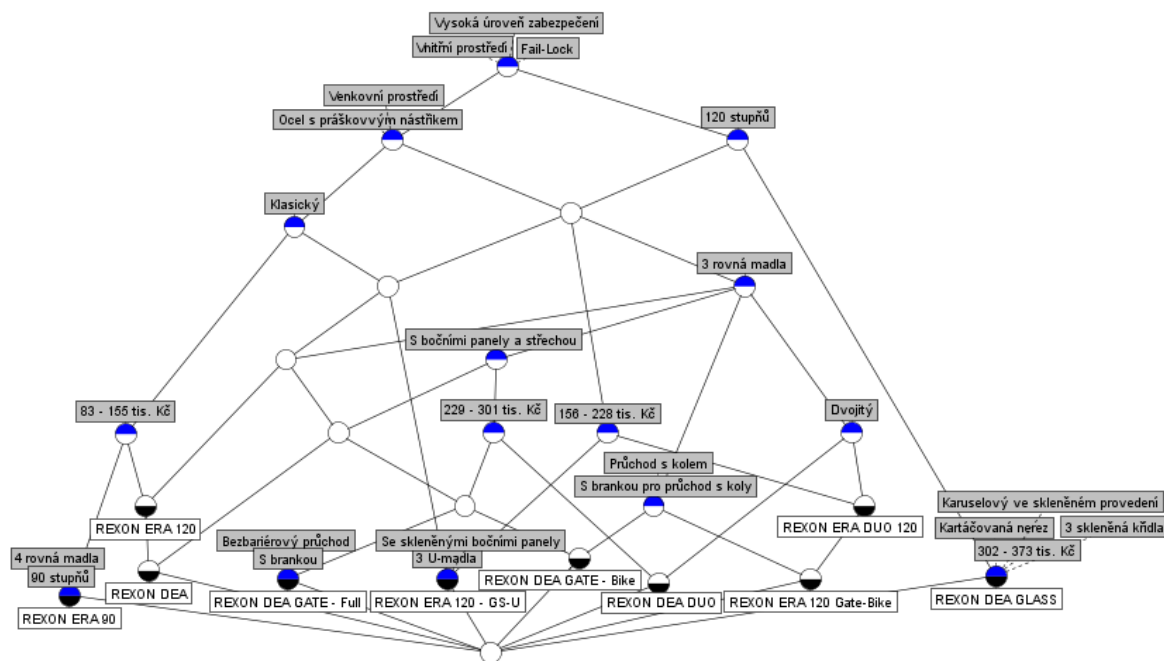 Vysoká úroveň zabezpečení
Vnitřní prostředí
Fail-Lock
Venkovní prostředí
Ocel s práškovvým nástřikem
120 stupňů
Klasický
3 rovná madla
S bočními panely a střechou
83 - 155 tis. Kč
229 - 301 tis. Kč
156 - 228 tis. Kč
Dvojitý
Průchod s kolem
S brankou pro průchod s koly
Karuselový ve skleněném provedení
REXON ERA 120
REXON ERA DUO 120
Kartáčovaná nerez
3 skleněná křídla
Bezbariérový průchod
Se skleněnými bočními panely
4 rovná madla
S brankou
3 U-madla
302 - 373 tis. Kč
90 stupňů
REXON DEA GATE - Bike
REXON DEA
REXON DEA GATE - Full
REXON ERA 120 - GS-U
REXON DEA DUO
REXON ERA 120 Gate-Bike
REXON DEA GLASS
REXON ERA 90